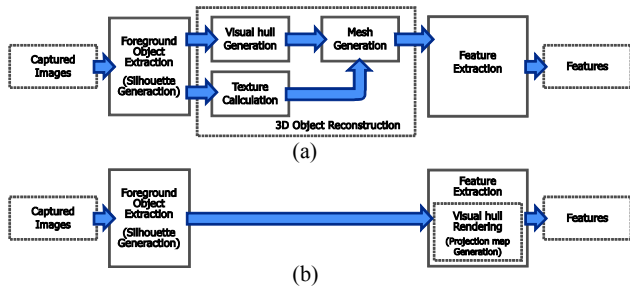 Captured
Images
Foreground
Object
Extraction
(Silhouette
Generaction)
Visual hull
Generation
Mesh
Generation
Texture
Callculation
3D Object Reconstruction
Feature
Extraction
Features
(a)
Captured
Images
Foreground
Object
Extraction
(Silhouette
Generaction)
Feature
Extraction
Visual hull
Rendering
(Projection map
Generation)
Features
(b)